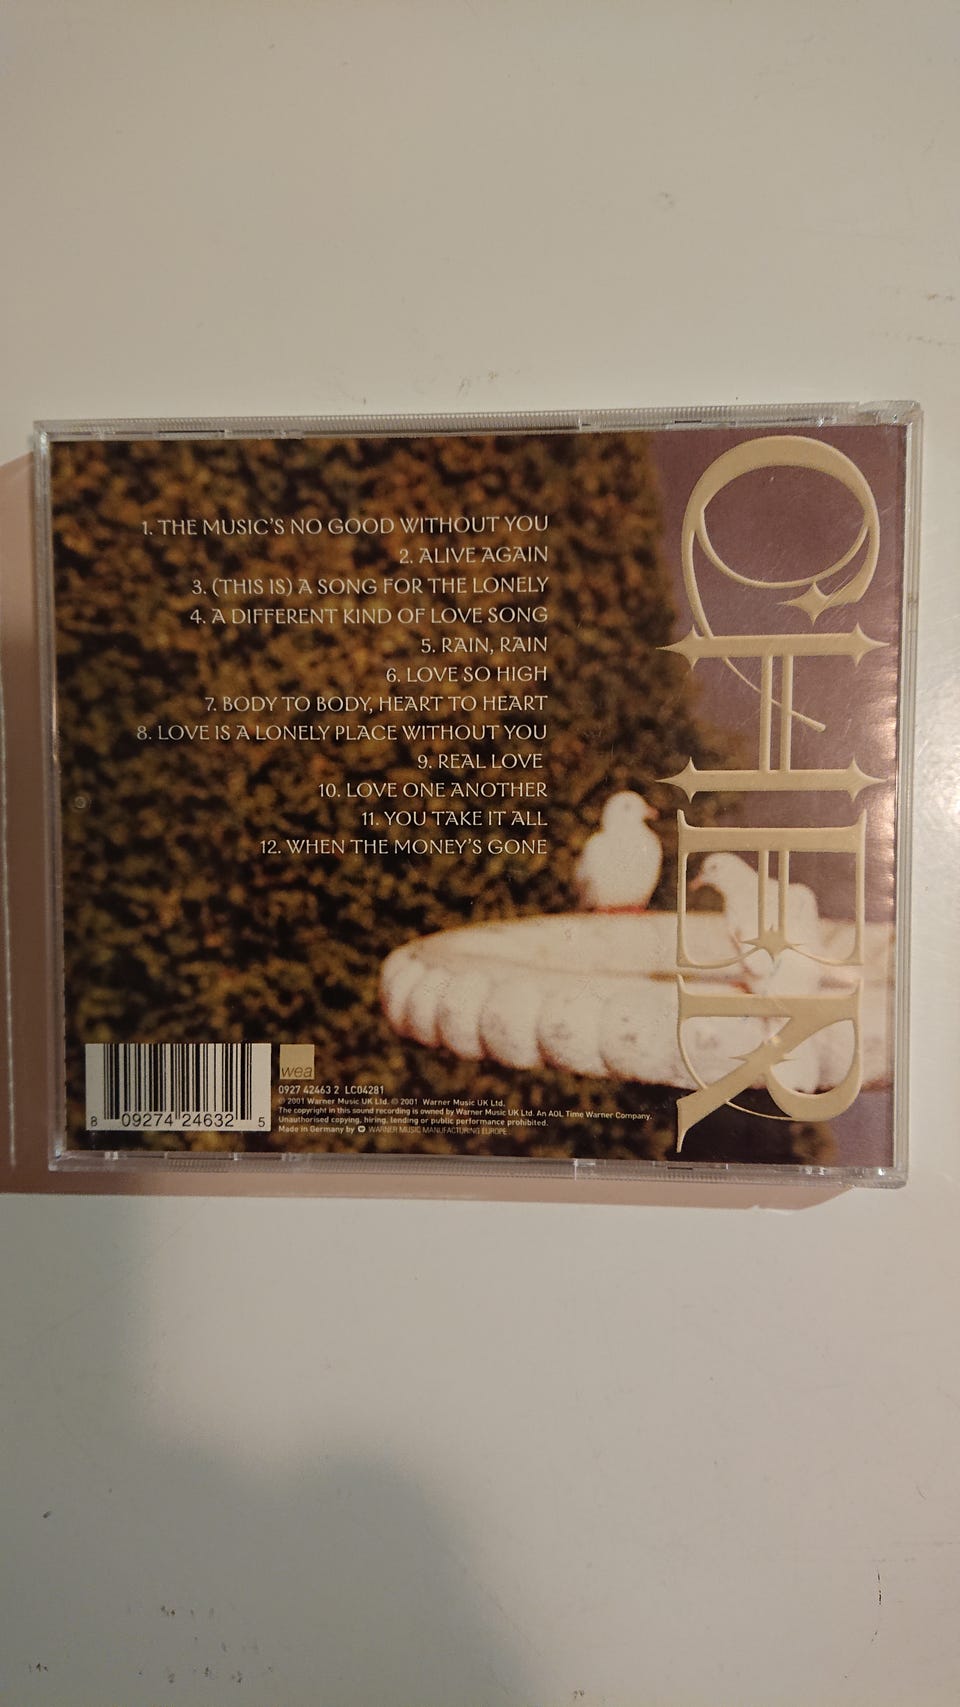 1. THE MUSIC'S NO GOOD WITHOUT YOU
2. ALIVE AGAIN
3. (THIS IS) A SONG FOR THE LONELY
4. A DIFFERENT KIND OF LOVE SONG
5. RAIN, RAIN
6. LOVE SO HIGH
7. BODY TO BODY, HEART TO HEART
8. LOVE IS A LONELY PLACE WITHOUT YOU
9. REAL LOVE
10. LOVE ONE ANOTHER
11. YOU TAKE IT ALL
12. WHEN THE MONEY'S GONE
CHER
8 09274 24632 5
wea
0927 42463 2 LC04281
℗ 2001 Warner Music UK Ltd. © 2001 Warner Music UK Ltd.
The copyright in this sound recording is owned by Warner Music UK Ltd. An AOL Time Warner Company.
Unauthorised copying, hiring, lending or public performance prohibited.
Made in Germany by WARNER MUSIC MANUFACTURING EUROPE.